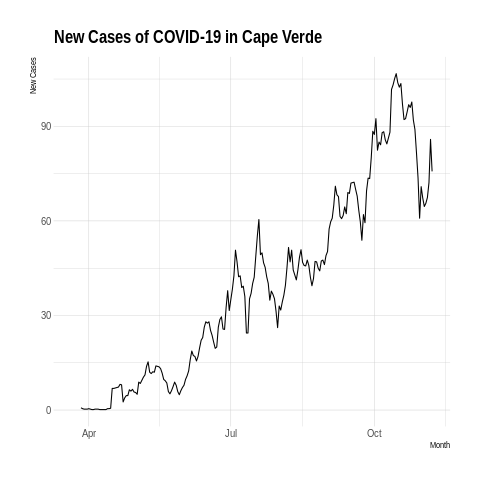 New Cases of COVID-19 in Cape Verde
New Cases
90
60
30
0
Apr Jul Oct
Month